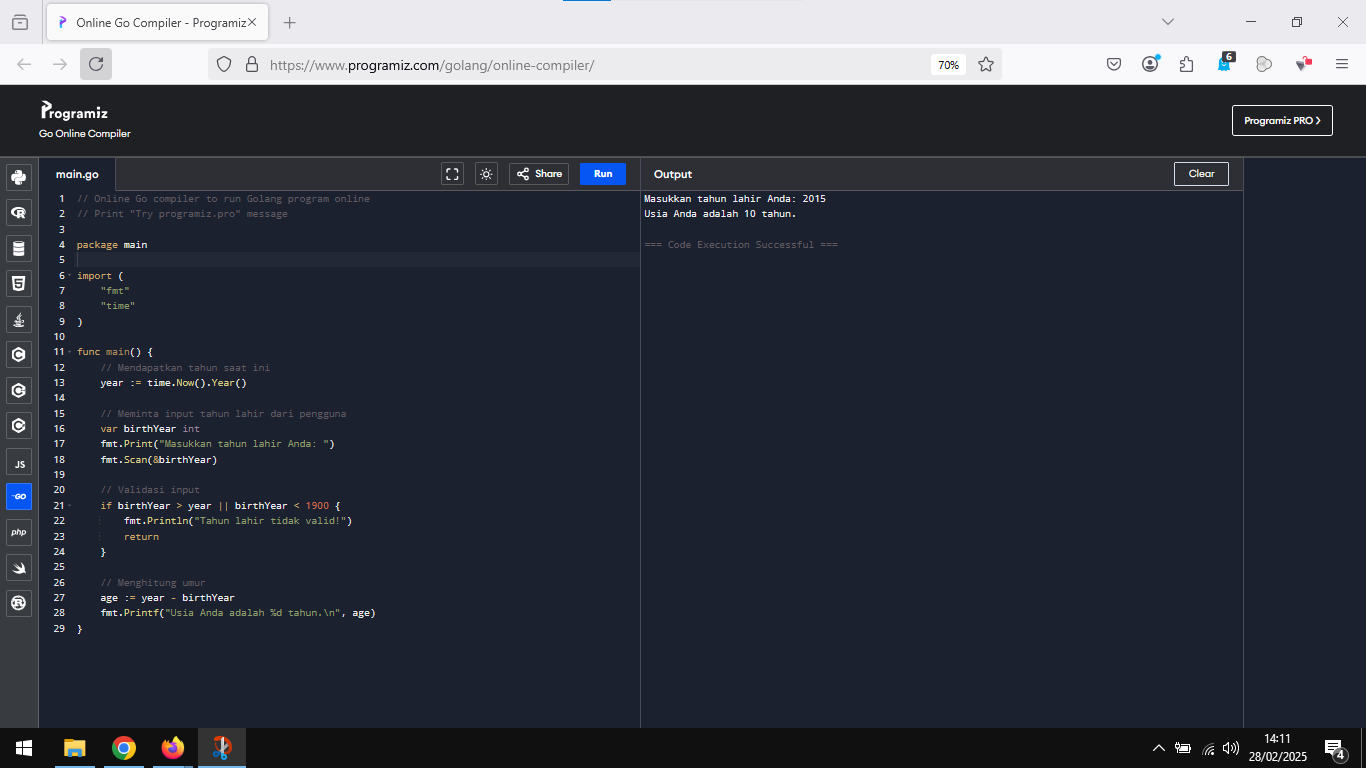 Online Go Compiler - Programiz
https://www.programiz.com/golang/online-compiler/
70%
6
Programiz
Go Online Compiler
Programiz PRO
main.go
Share
Run
Output
Clear
1 // Online Go compiler to run Golang program online
2 // Print "Try programiz.pro" message
3
4 package main
5
6 import (
7     "fmt"
8     "time"
9 )
10
11 func main() {
12     // Mendapatkan tahun saat ini
13     year := time.Now().Year()
14
15     // Meminta input tahun lahir dari pengguna
16     var birthYear int
17     fmt.Print("Masukkan tahun lahir Anda: ")
18     fmt.Scan(&birthYear)
19
20     // Validasi input
21     if birthYear > year || birthYear < 1900 {
22         fmt.Println("Tahun lahir tidak valid!")
23         return
24     }
25
26     // Menghitung umur
27     age := year - birthYear
28     fmt.Printf("Usia Anda adalah %d tahun.\n", age)
29 }
Masukkan tahun lahir Anda: 2015
Usia Anda adalah 10 tahun.
=== Code Execution Successful ===
JS
GO
php
14:11
28/02/2025
4